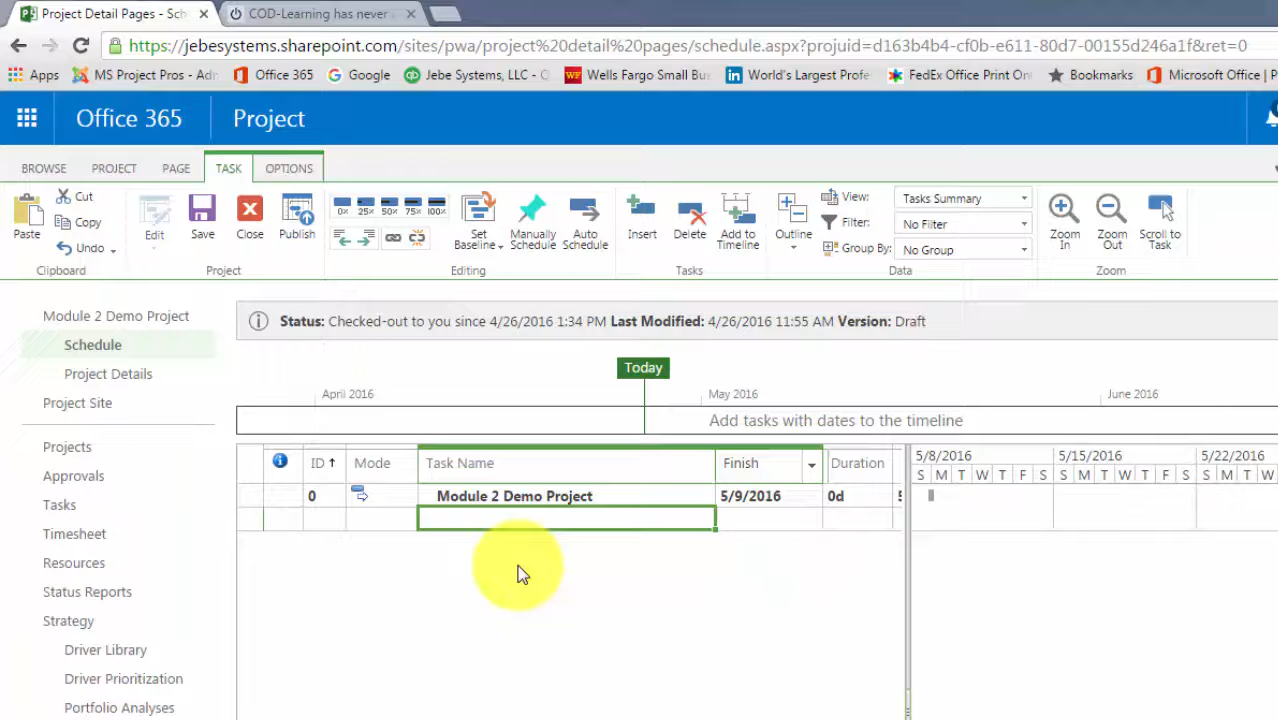 Project Detail Pages - Sch
COD-Learning has never
https://jebesystems.sharepoint.com/sites/pwa/project%20detail%20pages/schedule.aspx?projuid=d163b4b4-cf0b-e611-80d7-00155d246a1f&ret=0
Apps MS Project Pros - Adm Office 365 Google Jebe Systems, LLC - Wells Fargo Small World's Largest Profe FedEx Office Print On Bookmarks Microsoft Office | P
Office 365 Project
BROWSE PROJECT PAGE TASK OPTIONS
Paste Cut Copy Undo
Edit Save Close Publish
0x 25x 50x 75x 100x
Set Baseline Manually Schedule Auto Schedule
Insert Delete Add to Timeline
Outline
View: Tasks Summary
Filter: No Filter
Group By: No Group
Zoom In Zoom Out Scroll to Task
Clipboard Project Editing Tasks Data Zoom
Module 2 Demo Project
Schedule
Project Details
Project Site
Projects
Approvals
Tasks
Timesheet
Resources
Status Reports
Strategy
Driver Library
Driver Prioritization
Portfolio Analyses
Status: Checked-out to you since 4/26/2016 1:34 PM Last Modified: 4/26/2016 11:55 AM Version: Draft
Today
April 2016 May 2016 June 2016
Add tasks with dates to the timeline
ID Mode Task Name Finish Duration
5/8/2016 5/15/2016 5/22/2016
S M T W T F S S M T W T F S S M T W
0 Module 2 Demo Project 5/9/2016 0d